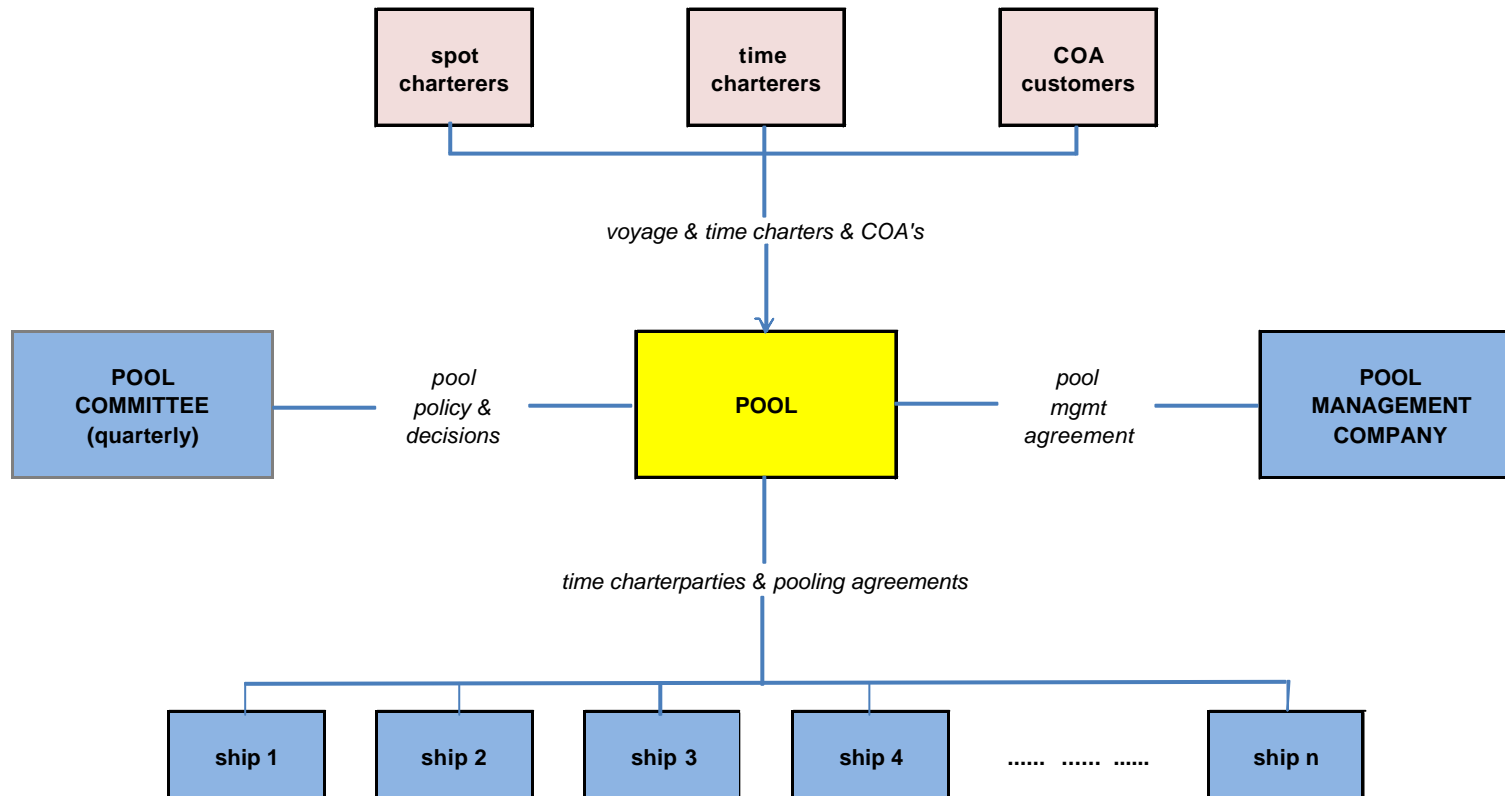 spot
charterers
time
charterers
COA
customers
voyage & time charters & COA's
POOL
COMMITTEE
(quarterly)
pool
policy &
decisions
POOL
pool
mgmt
agreement
POOL
MANAGEMENT
COMPANY
time charterparties & pooling agreements
ship 1
ship 2
ship 3
ship 4
...... ...... ......
ship n